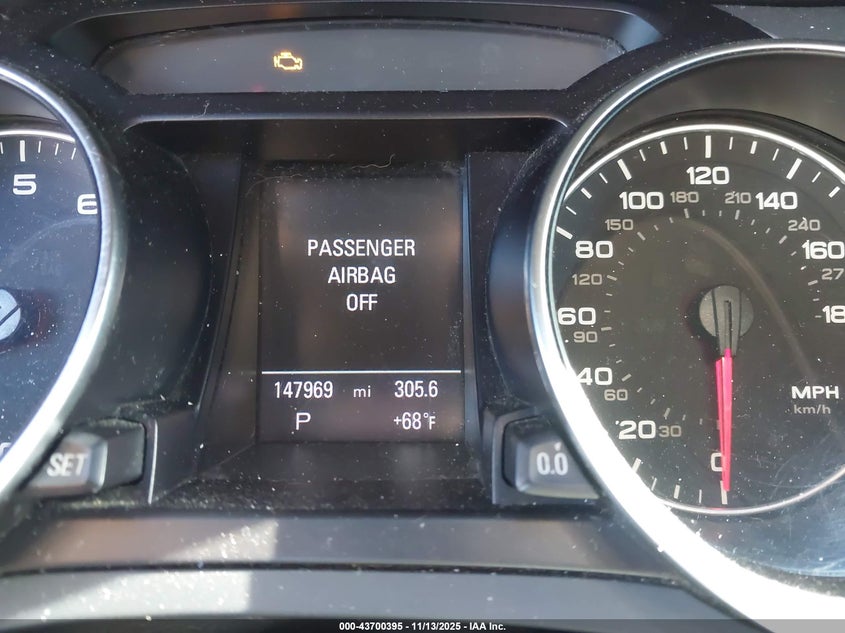 PASSENGER
AIRBAG
OFF
147969 mi 305.6
P +68°F
5 6
SET
0.0
0 20 40 60 80 100 120 140 160
30 60 90 120 150 180 210 240
MPH
km/h
000-43700395 - 11/13/2025 - IAA Inc.